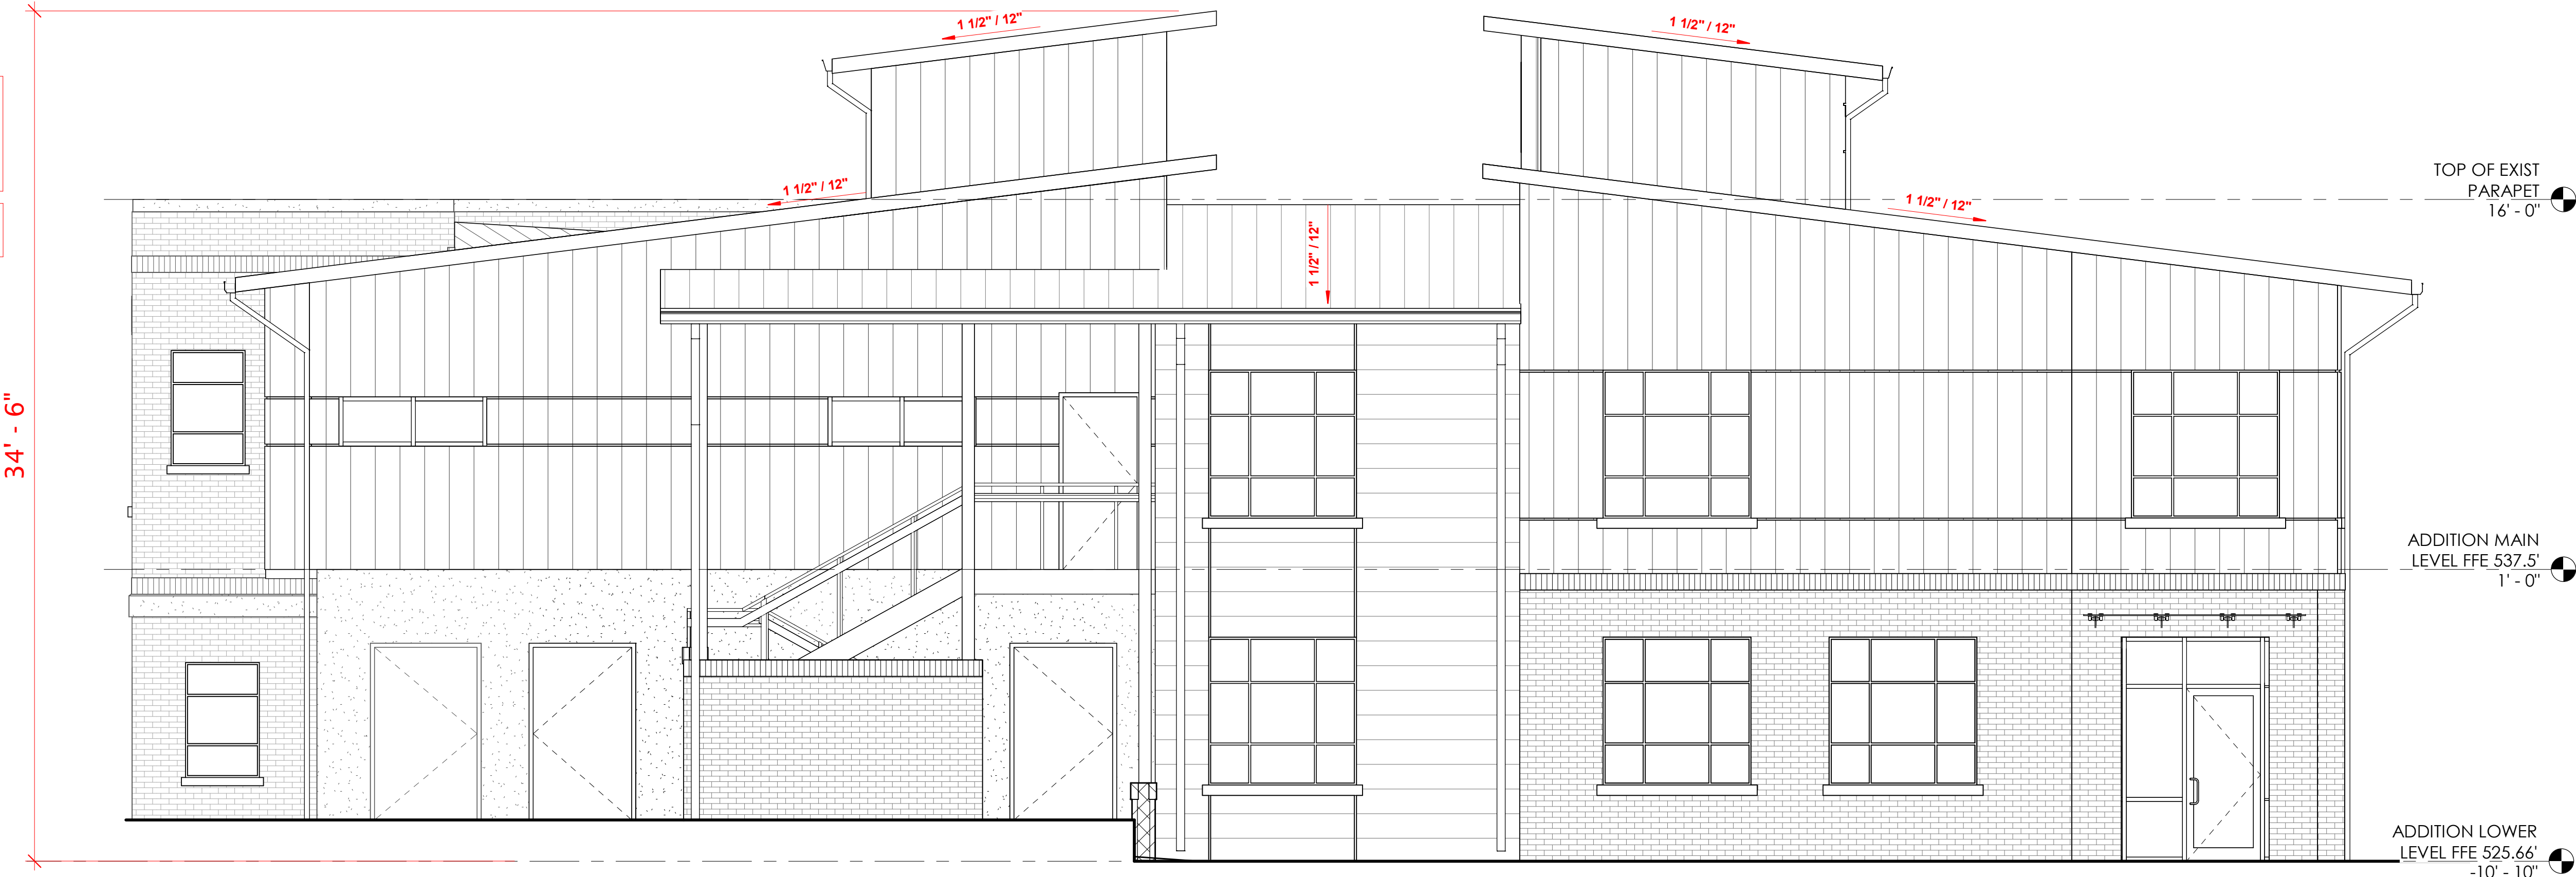 1 1/2" / 12"
1 1/2" / 12"
1 1/2" / 12"
1 1/2" / 12"
1 1/2" / 12"
34' - 6"
TOP OF EXIST
PARAPET
16' - 0"
ADDITION MAIN
LEVEL FFE 537.5'
1' - 0"
ADDITION LOWER
LEVEL FFE 525.66'
-10' - 10"